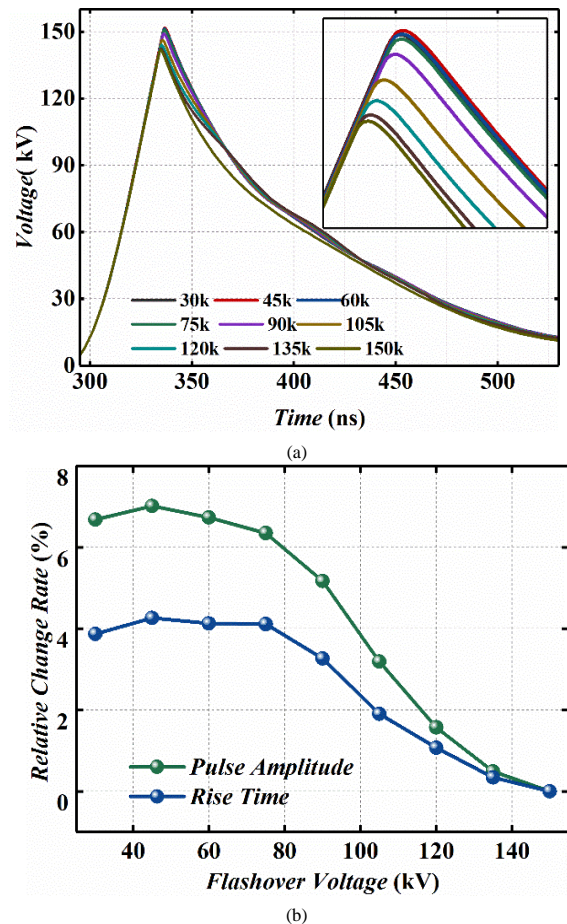 150
120
90
60
30
0
Voltage( kV)
30k 45k 60k
75k 90k 105k
120k 135k 150k
300 350 400 450 500
Time (ns)
(a)
8
6
4
2
0
Relative Change Rate (%)
Pulse Amplitude
Rise Time
40 60 80 100 120 140
Flashover Voltage (kV)
(b)